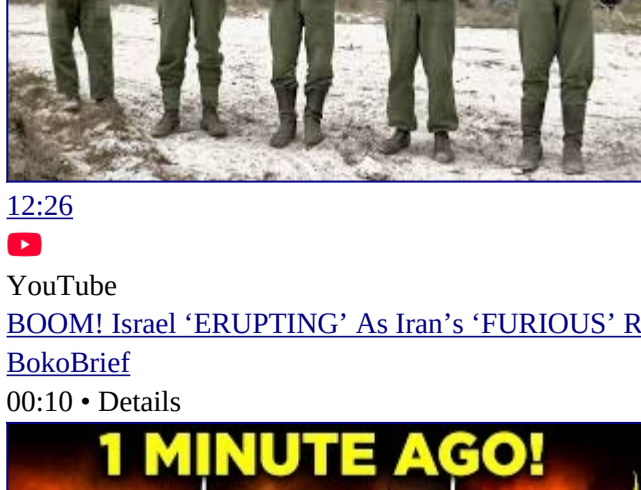 12:26
YouTube
BOOM! Israel ‘ERUPTING’ As Iran’s ‘FURIOUS’ R
BokoBrief
00:10 • Details
1 MINUTE AGO!